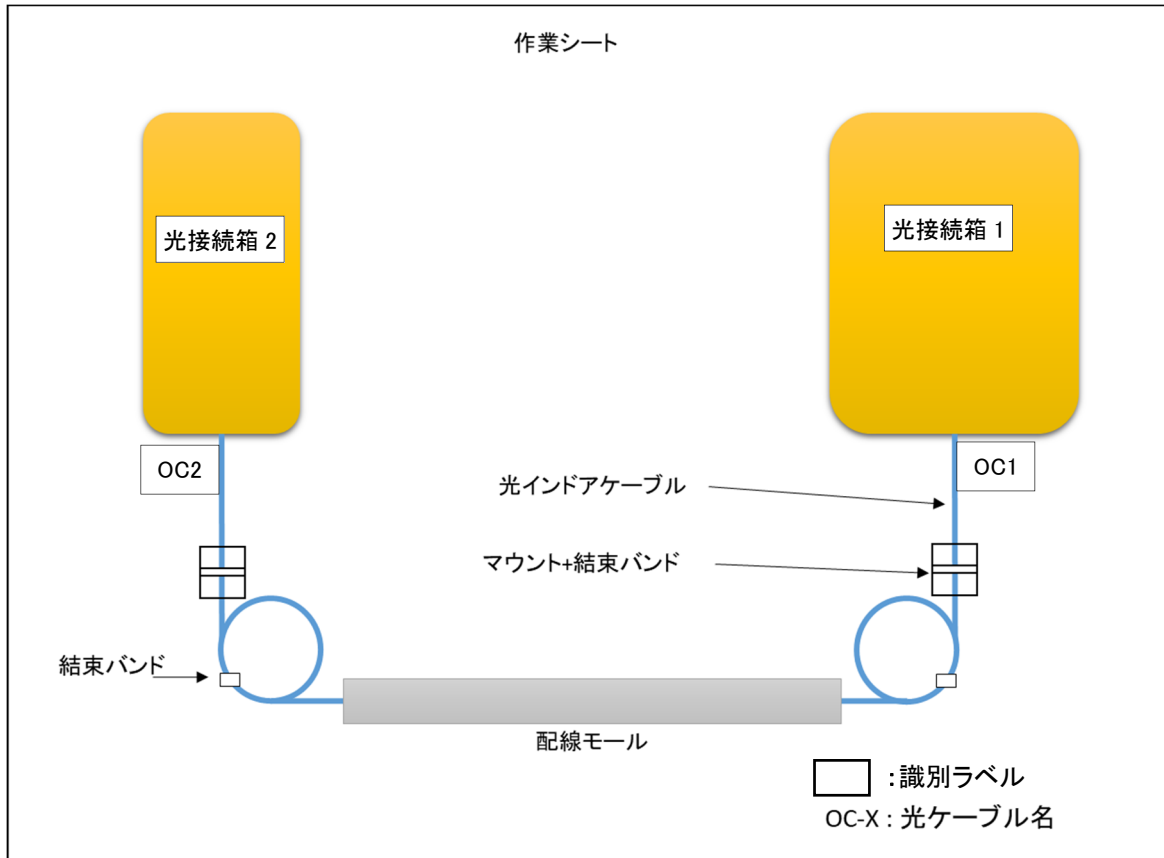 作業シート
光接続箱 2
光接続箱 1
OC2
OC1
光インドアケーブル
マウント+結束バンド
結束バンド
配線モール
:識別ラベル
OC-X : 光ケーブル名